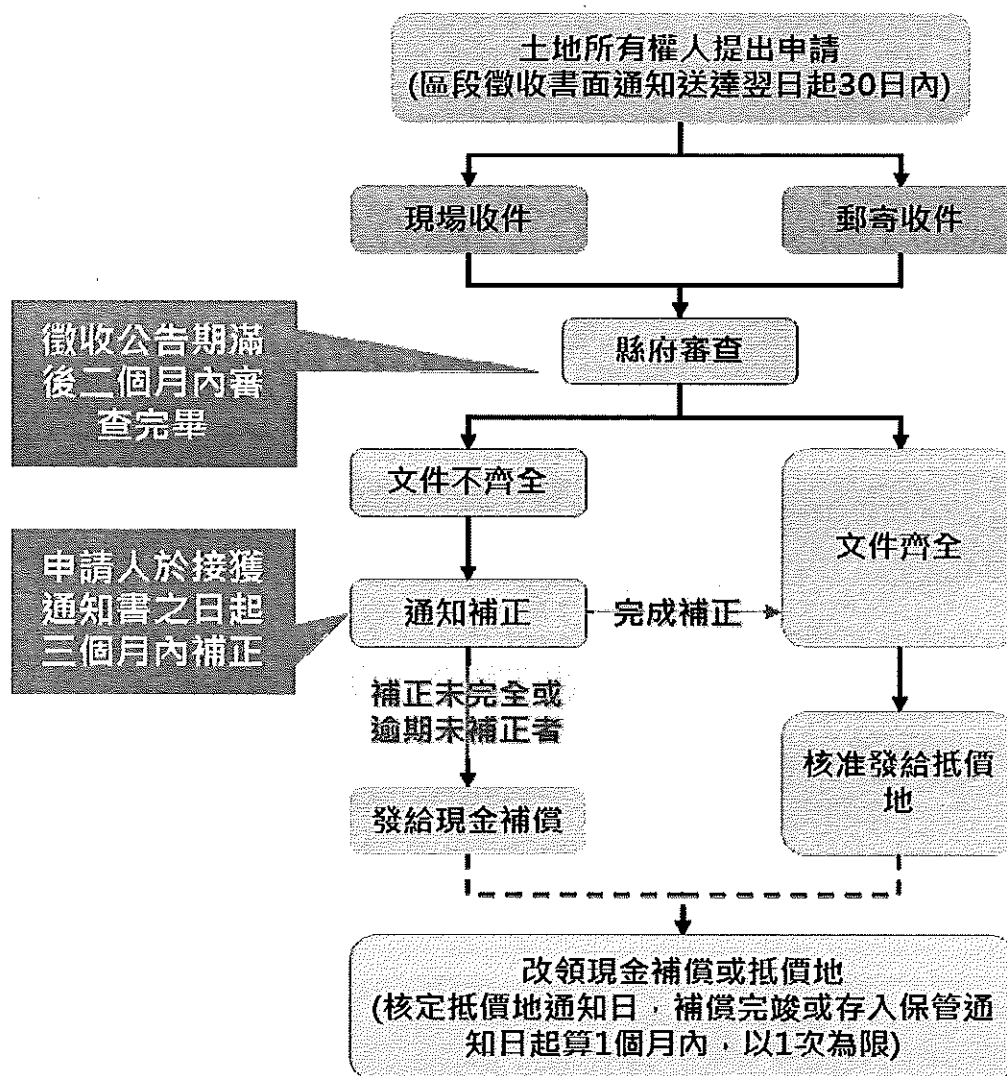 土地所有權人提出申請
(區段徵收書面通知送達翌日起30日內)
現場收件
郵寄收件
徵收公告期滿
後二個月內審
查完畢
縣府審查
文件不齊全
文件齊全
申請人於接獲
通知書之日起
三個月內補正
通知補正
完成補正
補正未完全或
逾期未補正者
核准發給抵價
地
發給現金補償
改領現金補償或抵價地
(核定抵價地通知日，補償完竣或存入保管通
知日起算1個月內，以1次為限)